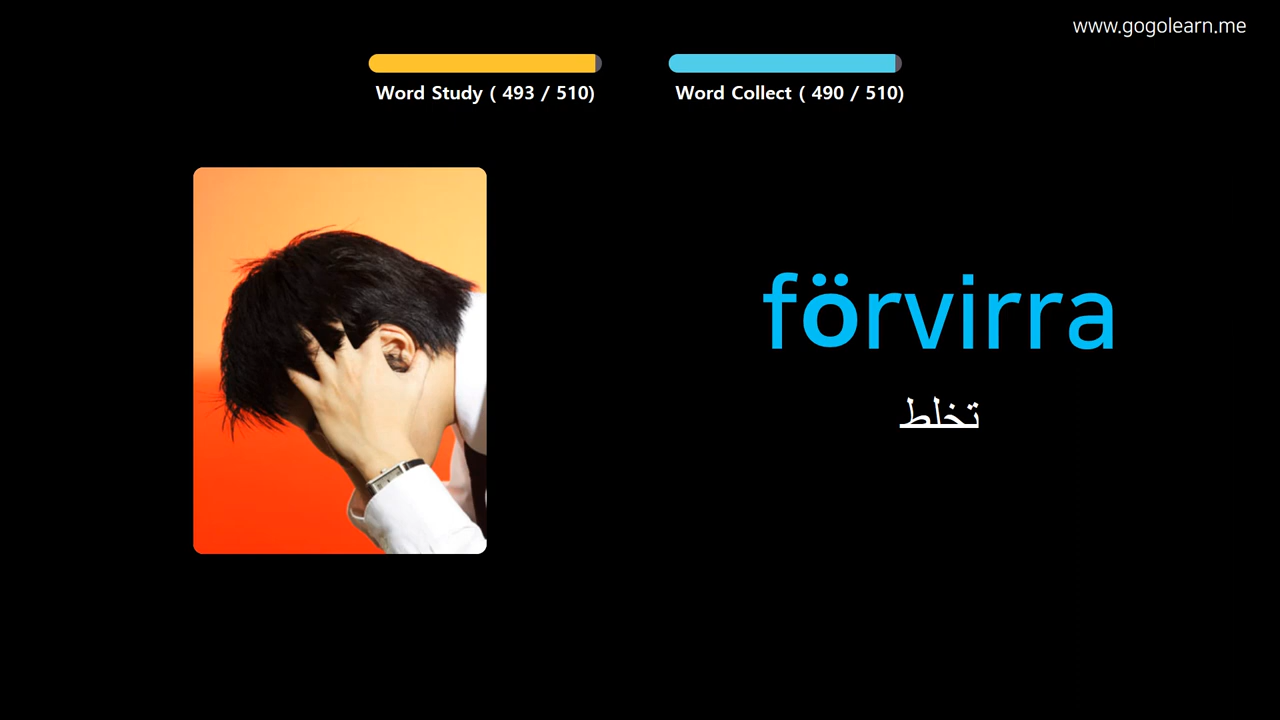 www.gogolearn.me
Word Study ( 493 / 510)
Word Collect ( 490 / 510)
förvirra
تخلط